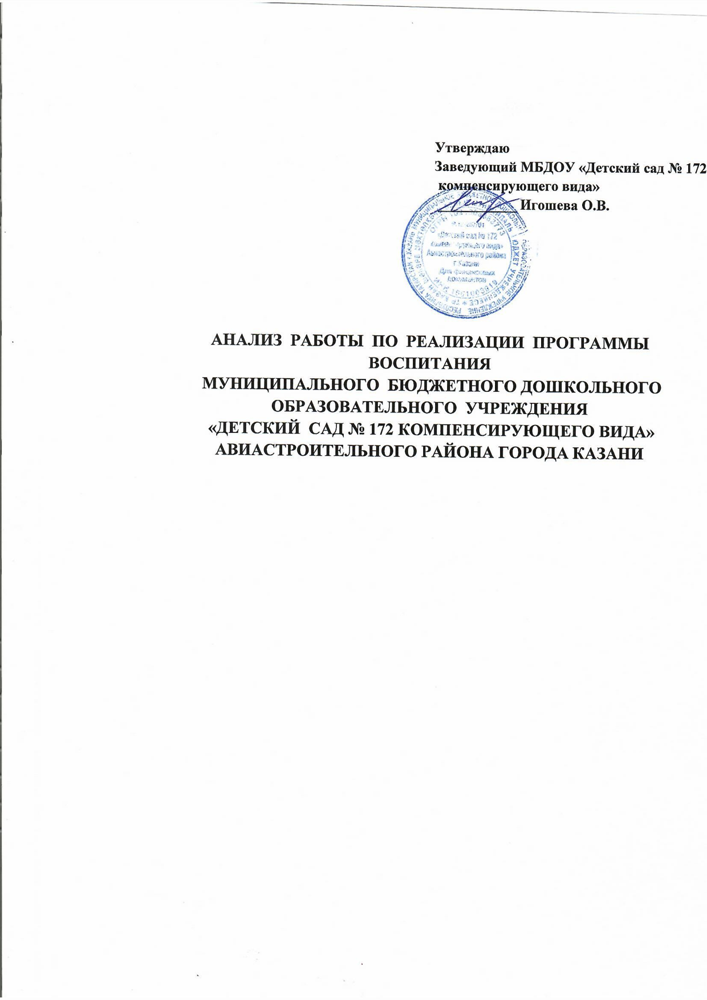 Утверждаю
Заведующий МБДОУ «Детский сад № 172
компенсирующего вида»
Игошева О.В.
«Детский сад № 172
компенсирующего вида»
Авиастроительного района
г.Казани
Для финансовых
документов
АНАЛИЗ РАБОТЫ ПО РЕАЛИЗАЦИИ ПРОГРАММЫ
ВОСПИТАНИЯ
МУНИЦИПАЛЬНОГО БЮДЖЕТНОГО ДОШКОЛЬНОГО
ОБРАЗОВАТЕЛЬНОГО УЧРЕЖДЕНИЯ
«ДЕТСКИЙ САД № 172 КОМПЕНСИРУЮЩЕГО ВИДА»
АВИАСТРОИТЕЛЬНОГО РАЙОНА ГОРОДА КАЗАНИ